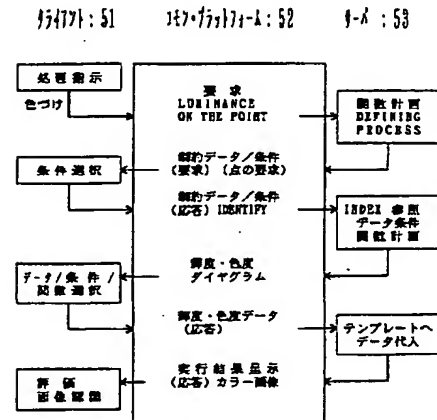 クライアント：51
コモン・プラットフォーム：52
サーバ：53
処理指示
色づけ
要求
LUMINANCE
ON THE POINT
関数計画
DEFINING
PROCESS
条件選択
制約データ/条件
(要求) (点の要求)
制約データ/条件
(応答) IDENTIFY
INDEX 参照
データ条件
関数計画
データ/条件/
関数選択
輝度・色度
ダイヤグラム
輝度・色度データ
(応答)
テンプレートへ
データ代入
評価
画像確認
実行結果呈示
(応答) カラー画像